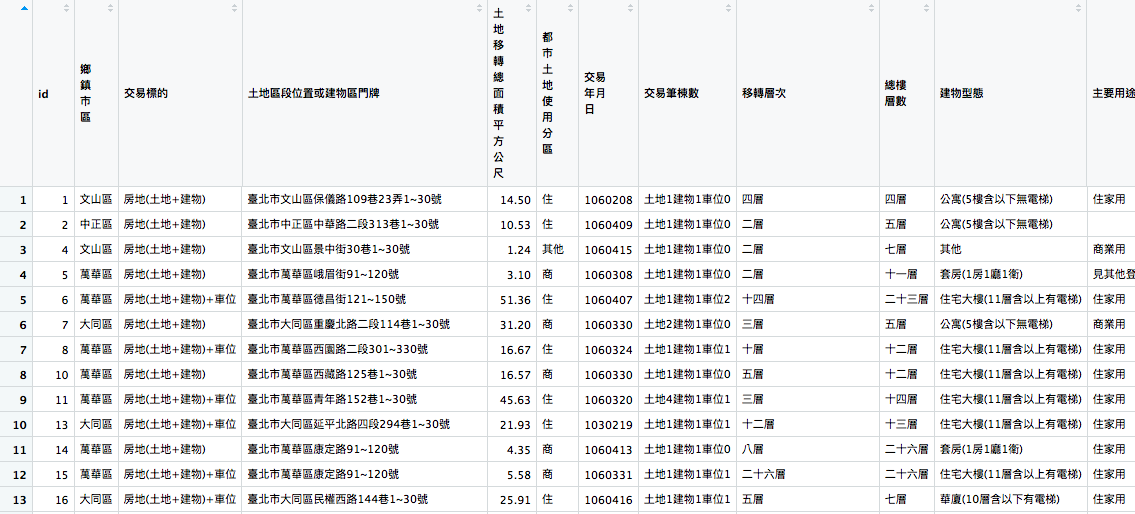 id 鄉鎮市區 交易標的 土地區段位置或建物區門牌 土地移轉總面積平方公尺 都市土地使用分區 交易年月日 交易筆棟數 移轉層次 總樓層數 建物型態 主要用途
1 1 文山區 房地(土地+建物) 臺北市文山區保儀路109巷23弄1~30號 14.50 住 1060208 土地1建物1車位0 四層 四層 公寓(5樓含以下無電梯) 住家用
2 2 中正區 房地(土地+建物) 臺北市中正區中華路二段313巷1~30號 10.53 住 1060409 土地1建物1車位0 二層 五層 公寓(5樓含以下無電梯)
3 4 文山區 房地(土地+建物) 臺北市文山區景中街30巷1~30號 1.24 其他 1060415 土地1建物1車位0 二層 七層 其他 商業用
4 5 萬華區 房地(土地+建物) 臺北市萬華區峨眉街91~120號 3.10 商 1060308 土地1建物1車位0 二層 十一層 套房(1房1廳1衛) 見其他登
5 6 萬華區 房地(土地+建物)+車位 臺北市萬華區德昌街121~150號 51.36 住 1060407 土地1建物1車位2 十四層 二十三層 住宅大樓(11層含以上有電梯) 住家用
6 7 大同區 房地(土地+建物) 臺北市大同區重慶北路二段114巷1~30號 31.20 商 1060330 土地2建物1車位0 三層 五層 公寓(5樓含以下無電梯) 商業用
7 8 萬華區 房地(土地+建物)+車位 臺北市萬華區西園路二段301~330號 16.67 住 1060324 土地1建物1車位1 十層 十二層 住宅大樓(11層含以上有電梯) 住家用
8 10 萬華區 房地(土地+建物) 臺北市萬華區西藏路125巷1~30號 16.57 商 1060330 土地1建物1車位0 五層 十二層 住宅大樓(11層含以上有電梯) 住家用
9 11 萬華區 房地(土地+建物)+車位 臺北市萬華區青年路152巷1~30號 45.63 住 1060320 土地4建物1車位1 三層 十四層 住宅大樓(11層含以上有電梯) 住家用
10 13 大同區 房地(土地+建物)+車位 臺北市大同區延平北路四段294巷1~30號 21.93 住 1030219 土地1建物1車位1 十二層 十三層 住宅大樓(11層含以上有電梯) 住家用
11 14 萬華區 房地(土地+建物) 臺北市萬華區康定路91~120號 4.35 商 1060413 土地1建物1車位0 八層 二十六層 套房(1房1廳1衛) 住家用
12 15 萬華區 房地(土地+建物)+車位 臺北市萬華區康定路91~120號 5.58 商 1060331 土地1建物1車位1 二十六層 二十六層 住宅大樓(11層含以上有電梯) 住家用
13 16 大同區 房地(土地+建物)+車位 臺北市大同區民權西路144巷1~30號 25.91 住 1060416 土地1建物1車位1 五層 七層 華廈(10層含以下有電梯) 住家用